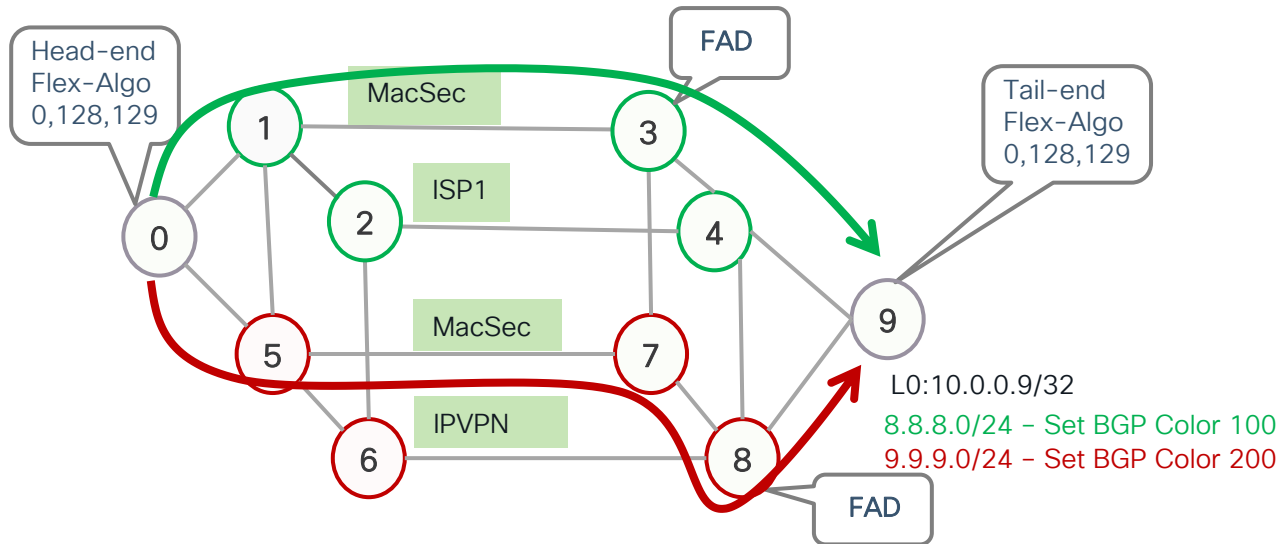 Head-end
Flex-Algo
0,128,129
FAD
MacSec
Tail-end
Flex-Algo
0,128,129
1
3
ISP1
2
4
0
9
MacSec
5
7
L0:10.0.0.9/32
8.8.8.0/24 – Set BGP Color 100
IPVPN
9.9.9.0/24 – Set BGP Color 200
6
8
FAD